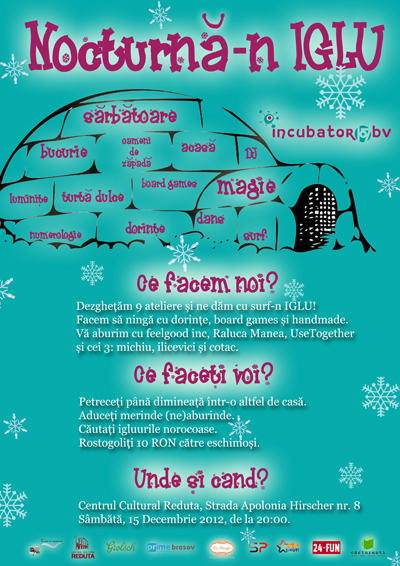 Nocturnă-n IGLU
incubator15bv
sărbătoare
bucurie
oameni de zăpadă
acasă
DJ
luminițe
turtă dulce
board games
magie
numerologie
dorințe
dans
surf
Ce facem noi?
Dezghețăm 9 ateliere și ne dăm cu surf-n IGLU!
Facem să ningă cu dorințe, board games și handmade.
Vă aburim cu feelgood inc, Raluca Manea, UseTogether
și cei 3: michiu, ilicevici și cotac.
Ce faceți voi?
Petreceți până dimineață într-o altfel de casă.
Aduceți merinde (ne)aburinde.
Căutați igluurile norocoase.
Rostogoliți 10 RON către eschimoși.
Unde și cand?
Centrul Cultural Reduta, Strada Apolonia Hirscher nr. 8
Sâmbătă, 15 Decembrie 2012, de la 20:00.
REDUTA
Grolsch
prime brasov
24-FUN